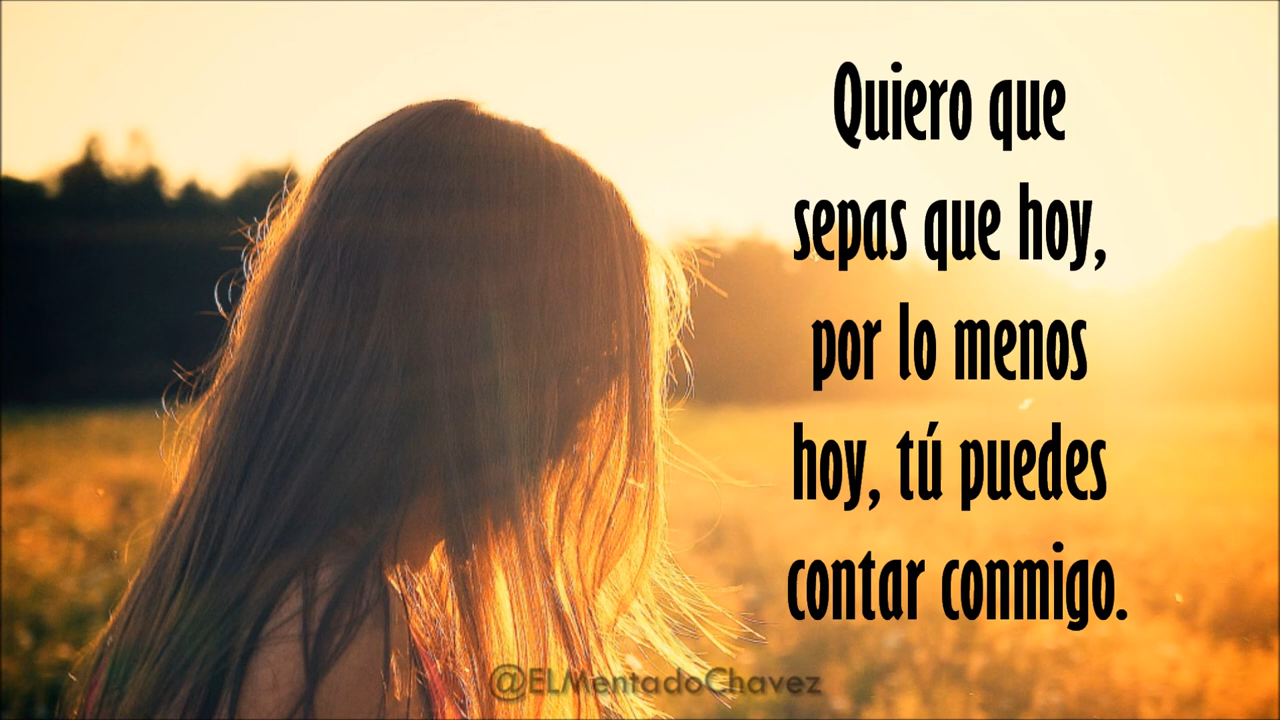 Quiero que
sepas que hoy,
por lo menos
hoy, tú puedes
contar conmigo.
@ELMentadoChavez